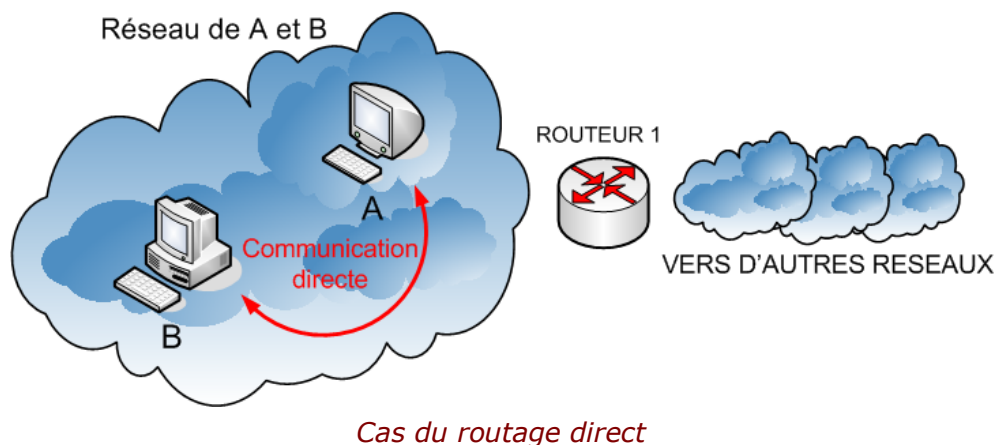 Réseau de A et B
ROUTEUR 1
A
Communication
directe
B
VERS D'AUTRES RESEAUX
Cas du routage direct